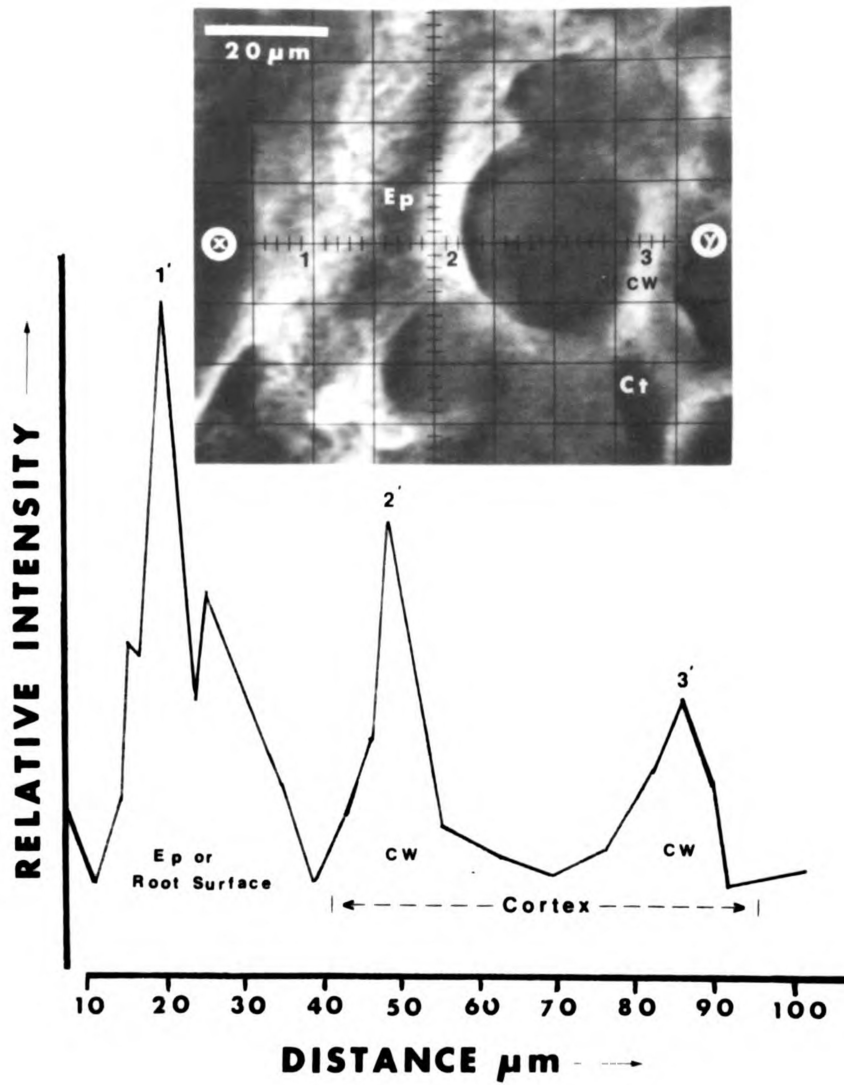 20 µm
Ep
X
1
2
3
Y
CW
Ct
1'
2'
3'
RELATIVE INTENSITY
Ep or
Root Surface
CW
CW
Cortex
10 20 30 40 50 60 70 80 90 100
DISTANCE µm